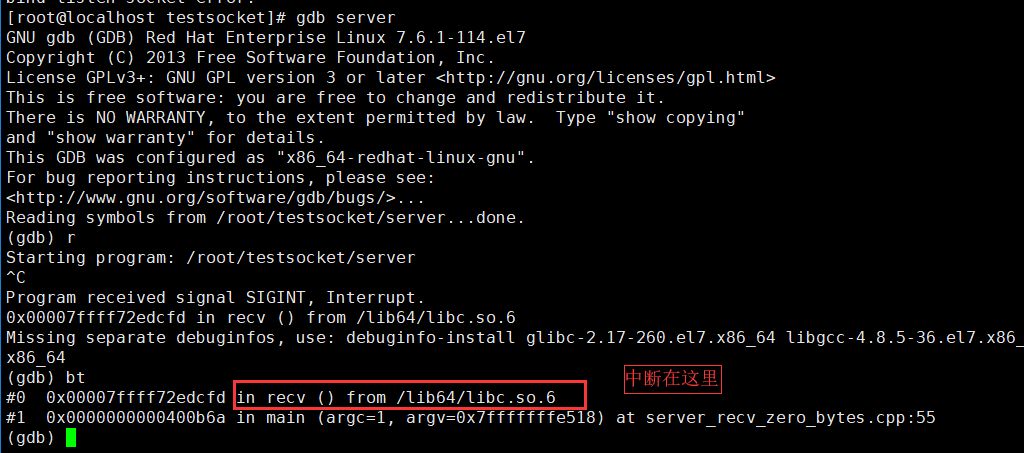 bind listen socket error.
[root@localhost testsocket]# gdb server
GNU gdb (GDB) Red Hat Enterprise Linux 7.6.1-114.el7
Copyright (C) 2013 Free Software Foundation, Inc.
License GPLv3+: GNU GPL version 3 or later <http://gnu.org/licenses/gpl.html>
This is free software: you are free to change and redistribute it.
There is NO WARRANTY, to the extent permitted by law.  Type "show copying"
and "show warranty" for details.
This GDB was configured as "x86_64-redhat-linux-gnu".
For bug reporting instructions, please see:
<http://www.gnu.org/software/gdb/bugs/>...
Reading symbols from /root/testsocket/server...done.
(gdb) r
Starting program: /root/testsocket/server
^C
Program received signal SIGINT, Interrupt.
0x00007ffff72edcfd in recv () from /lib64/libc.so.6
Missing separate debuginfos, use: debuginfo-install glibc-2.17-260.el7.x86_64 libgcc-4.8.5-36.el7.x86_
x86_64
(gdb) bt
中断在这里
#0  0x00007ffff72edcfd in recv () from /lib64/libc.so.6
#1  0x0000000000400b6a in main (argc=1, argv=0x7fffffffe518) at server_recv_zero_bytes.cpp:55
(gdb)